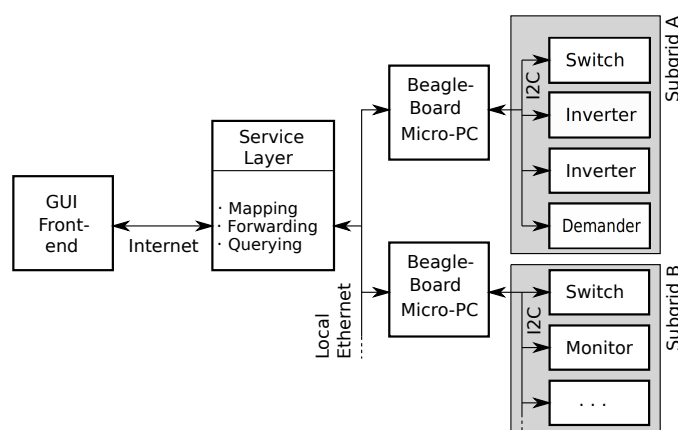 GUI
Front-
end
Internet
Service
Layer
· Mapping
· Forwarding
· Querying
Local
Ethernet
Beagle-
Board
Micro-PC
I2C
Switch
Inverter
Inverter
Demander
Subgrid A
Beagle-
Board
Micro-PC
I2C
Switch
Monitor
. . .
Subgrid B